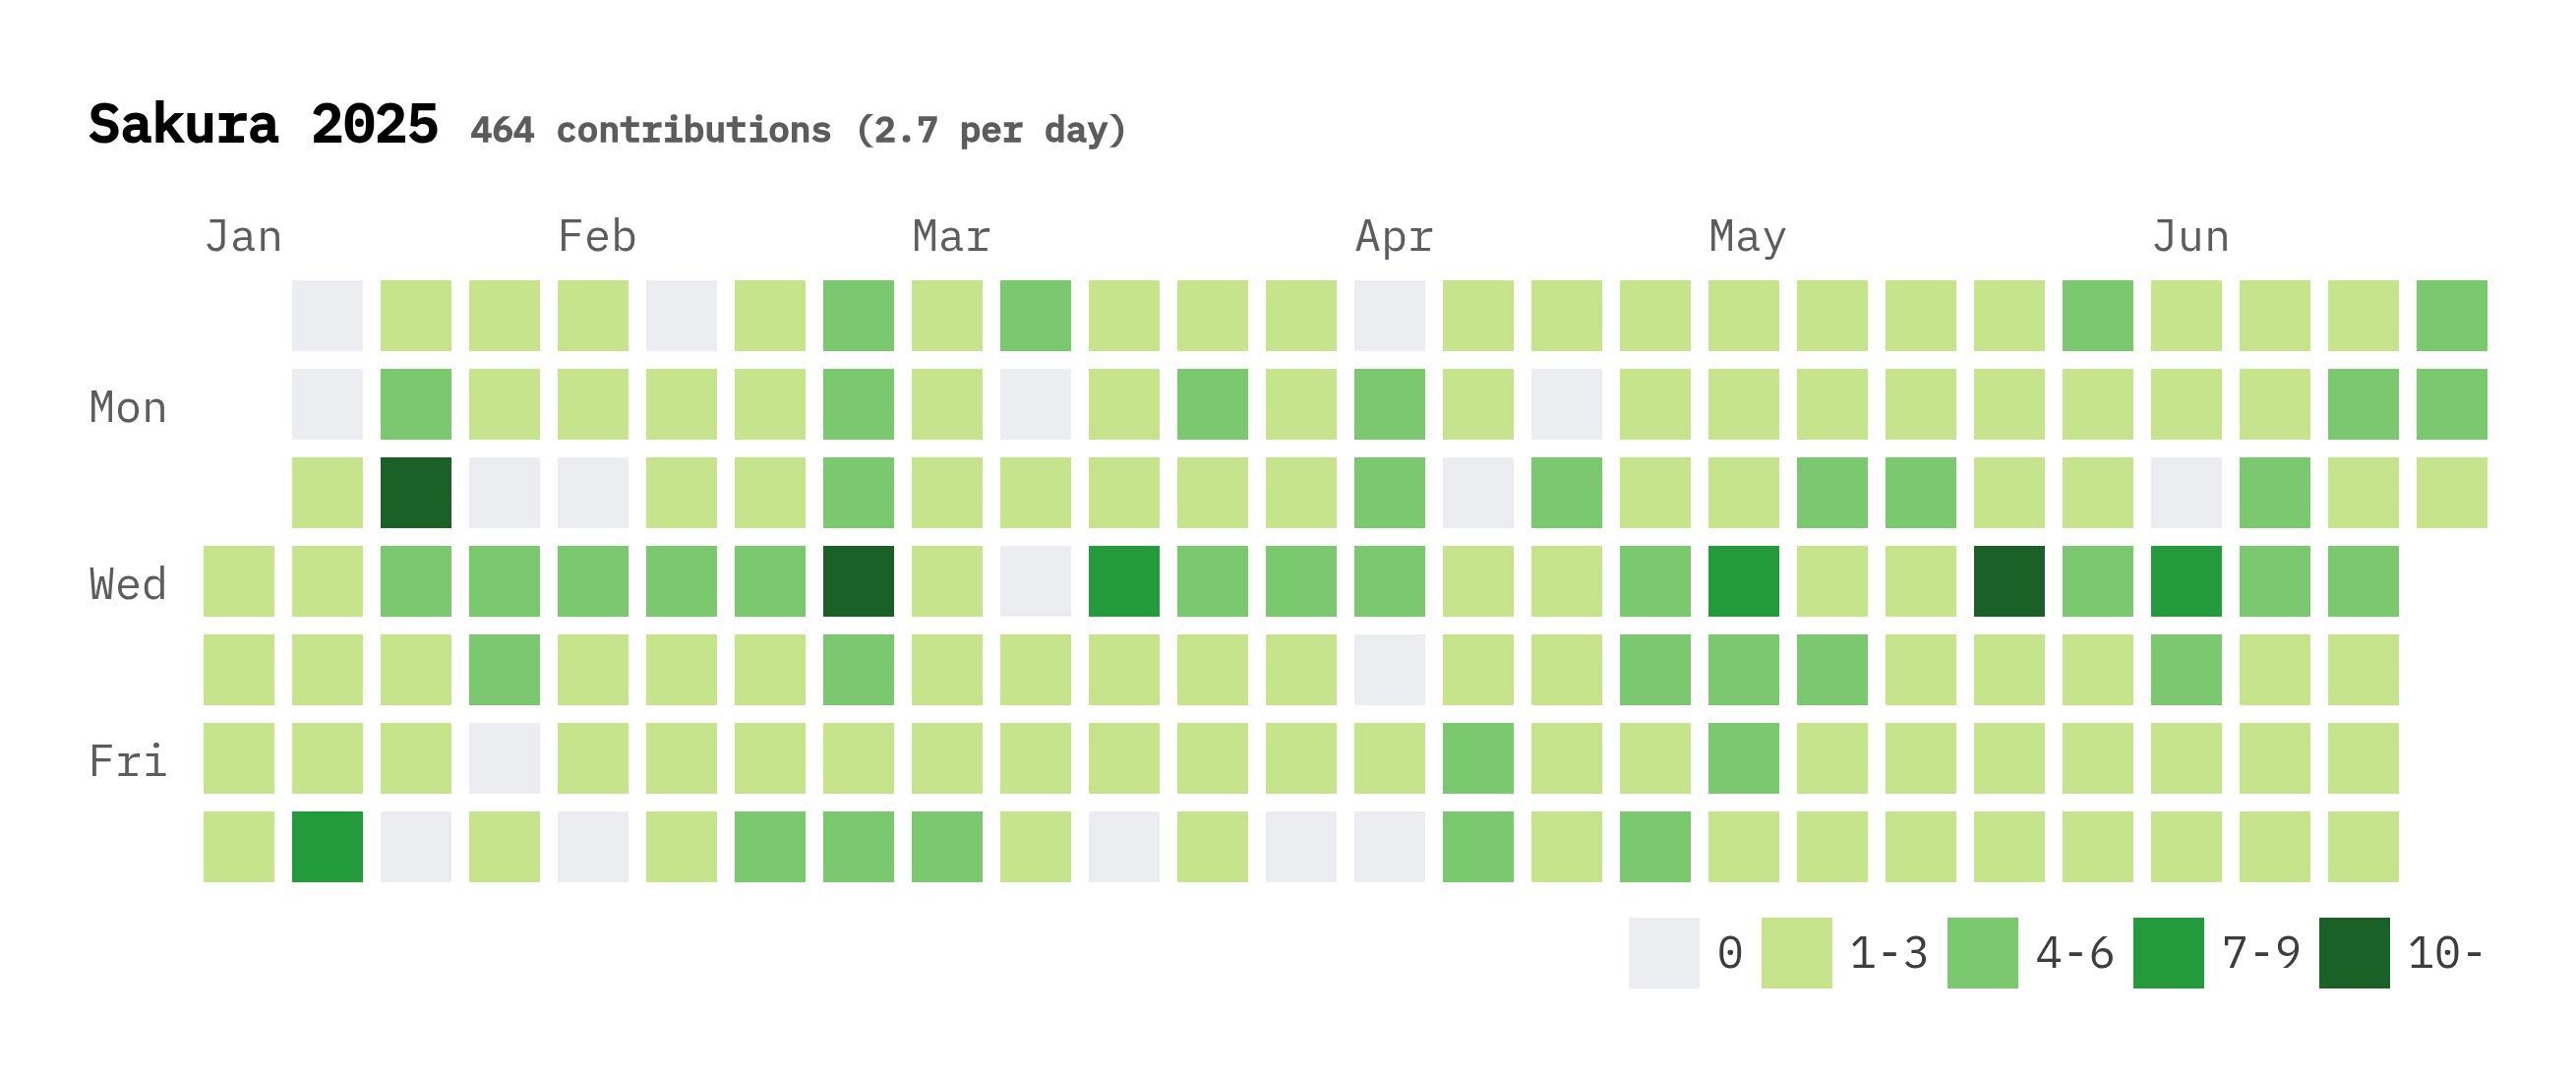 Sakura 2025 464 contributions (2.7 per day)
Jan Feb Mar Apr May Jun
Mon
Wed
Fri
0 1-3 4-6 7-9 10-